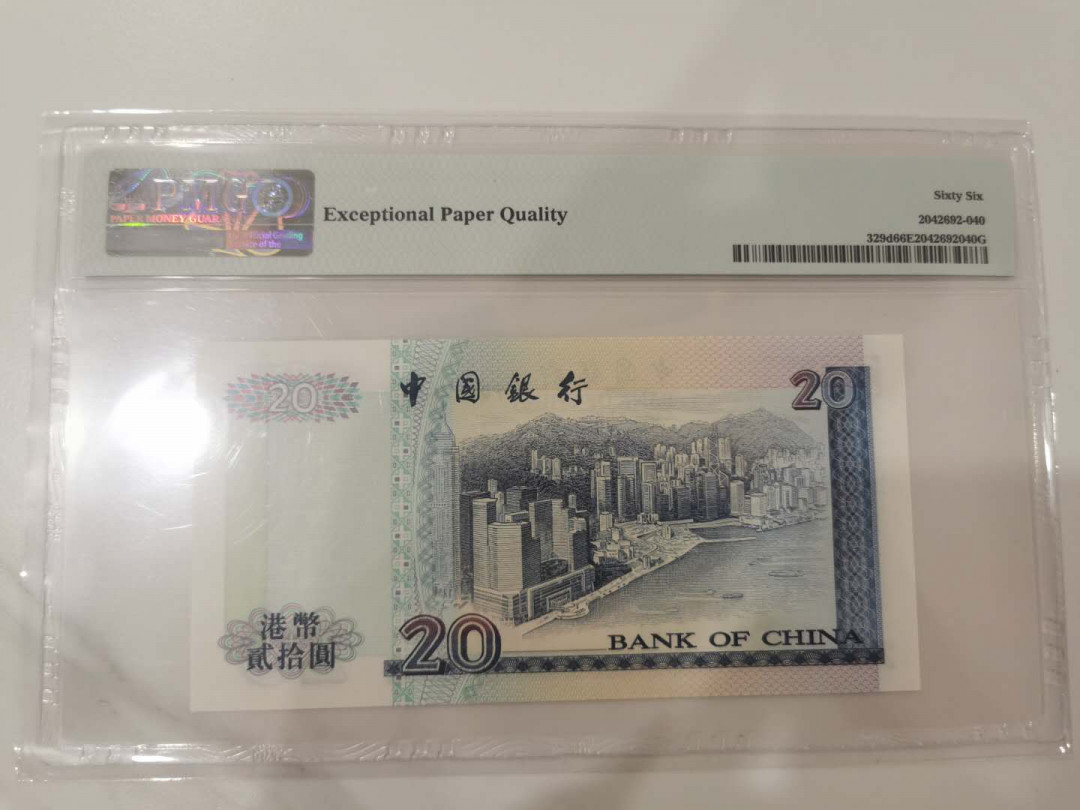 PMG
PAPER MONEY GUAR
Exceptional Paper Quality
Sixty Six
2042692-040
329d66E2042692040G
20
中國銀行
20
港幣
貳拾圓
20
BANK OF CHINA